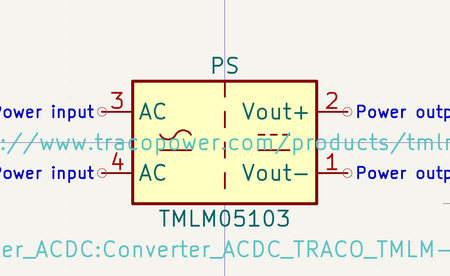 PS
Power input 3 AC Vout+ 2 Power outp
://www.tracopower.com/products/tmlm
Power input 4 AC Vout- 1 Power outp
TMLM05103
ter_ACDC:Converter_ACDC_TRACO_TMLM-